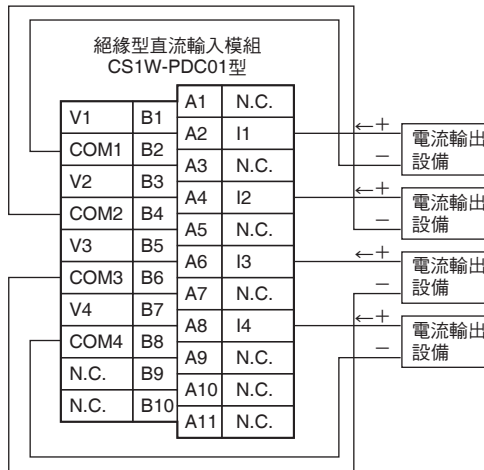 絕緣型直流輸入模組
CS1W-PDC01型
A1 N.C.
V1 B1
A2 I1
COM1 B2
A3 N.C.
V2 B3
A4 I2
COM2 B4
A5 N.C.
V3 B5
A6 I3
COM3 B6
A7 N.C.
V4 B7
A8 I4
COM4 B8
A9 N.C.
N.C. B9
A10 N.C.
N.C. B10
A11 N.C.
←+
−
電流輸出
設備
←+
−
電流輸出
設備
←+
−
電流輸出
設備
←+
−
電流輸出
設備